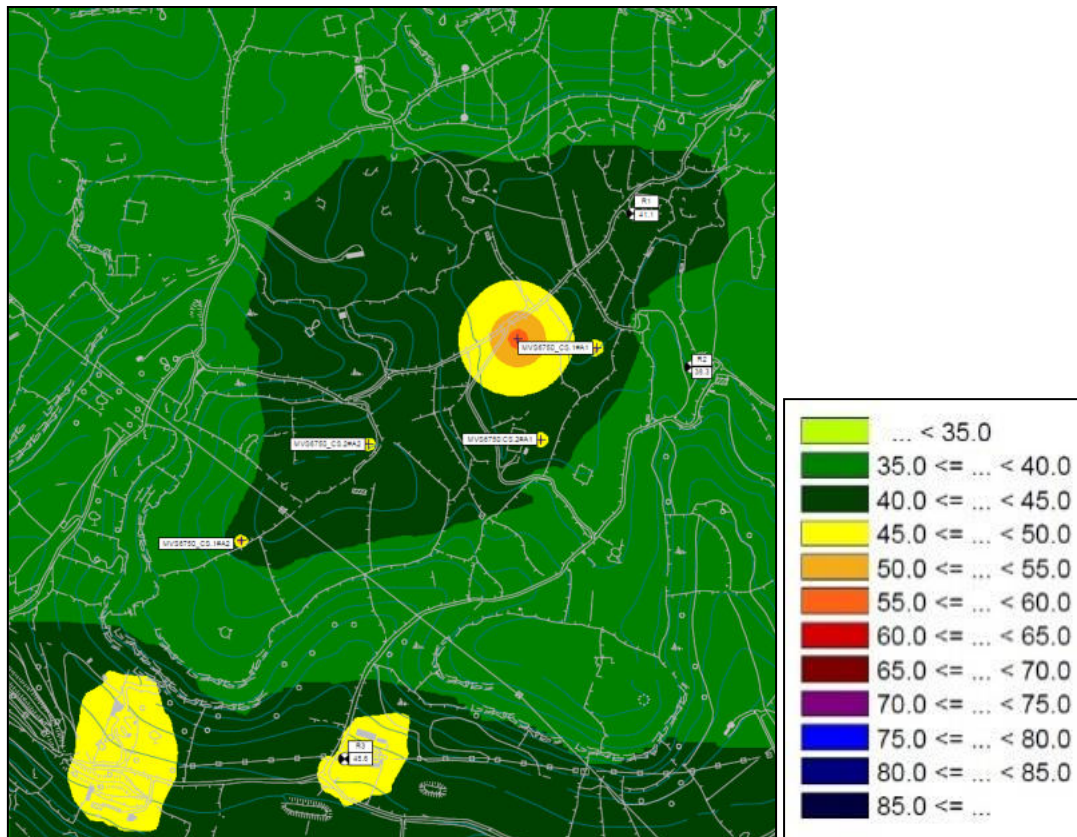 R1
41.1
MVS6750_CS.1#A1
R2
MVS6750_CS.2#A2
MVS6750_CS.2#A1
MVS6750_CS.1#A2
R3
... < 35.0
35.0 <= ... < 40.0
40.0 <= ... < 45.0
45.0 <= ... < 50.0
50.0 <= ... < 55.0
55.0 <= ... < 60.0
60.0 <= ... < 65.0
65.0 <= ... < 70.0
70.0 <= ... < 75.0
75.0 <= ... < 80.0
80.0 <= ... < 85.0
85.0 <= ...